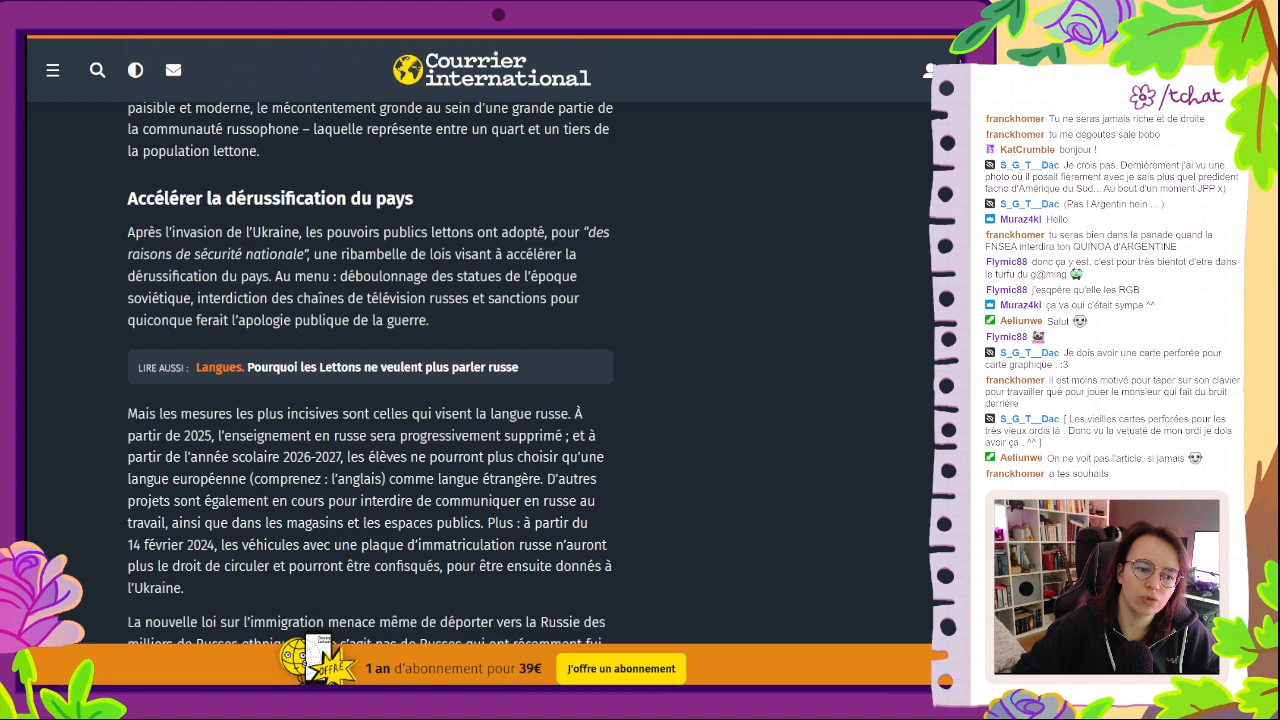 Courrier
international
paisible et moderne, le mécontentement gronde au sein d'une grande partie de
la communauté russophone – laquelle représente entre un quart et un tiers de
la population lettone.
Accélérer la dérussification du pays
Après l'invasion de l'Ukraine, les pouvoirs publics lettons ont adopté, pour "des
raisons de sécurité nationale", une ribambelle de lois visant à accélérer la
dérussification du pays. Au menu : déboulonnage des statues de l'époque
soviétique, interdiction des chaînes de télévision russes et sanctions pour
quiconque ferait l'apologie publique de la guerre.
LIRE AUSSI : Langues. Pourquoi les Lettons ne veulent plus parler russe
Mais les mesures les plus incisives sont celles qui visent la langue russe. À
partir de 2025, l'enseignement en russe sera progressivement supprimé ; et à
partir de l'année scolaire 2026-2027, les élèves ne pourront plus choisir qu'une
langue européenne (comprenez : l'anglais) comme langue étrangère. D'autres
projets sont également en cours pour interdire de communiquer en russe au
travail, ainsi que dans les magasins et les espaces publics. Plus : à partir du
14 février 2024, les véhicules avec une plaque d'immatriculation russe n'auront
plus le droit de circuler et pourront être confisqués, pour être ensuite donnés à
l'Ukraine.
La nouvelle loi sur l'immigration menace même de déporter vers la Russie des
OFFRE
1 an d'abonnement pour 39€
J'offre un abonnement
/tchat
franckhomer Tu ne seras jamais riche et de droite
franckhomer tu me dégoutes sale bobo
KatCrumble bonjour !
S_G_T__Dac Je crois pas. Dernièrement j'ai vu une
photo où il posait fièrement avec je sais plus quel predident
facho d'Amérique du Sud... Au bout d'un moment JPP x)
S_G_T__Dac (Pas l Argentin hein ... )
Muraz4kl Hello
franckhomer tu seras bien dans la panade quand la
FNSEA interdira ton QUINOA d'ARGENTINE
Flymic88 donc ça y est, c'est pour très bientot d'etre dans
le turfu du g@ming
Flymic88 j'esqpère qu'elle les RGB
Muraz4kl ça va oui c'était sympa ^^
Aeliunwe Salut
Flymic88
S_G_T__Dac Je dois avoir une carte perforée pour
carte graphique . :3
franckhomer il est moins motivé pour taper sur son clavier
pour travailler que pour jouer le monsieur qui fait du bruit
derrière
S_G_T__Dac [ Les vieilles cartes perforées pour les
très vieux ordis là . Donc vu la vetusté de mon ordi je dois
avoir ça . ^^ ]
Aeliunwe On ne voit pas l'article, si jamais
franckhomer a tes souhaits